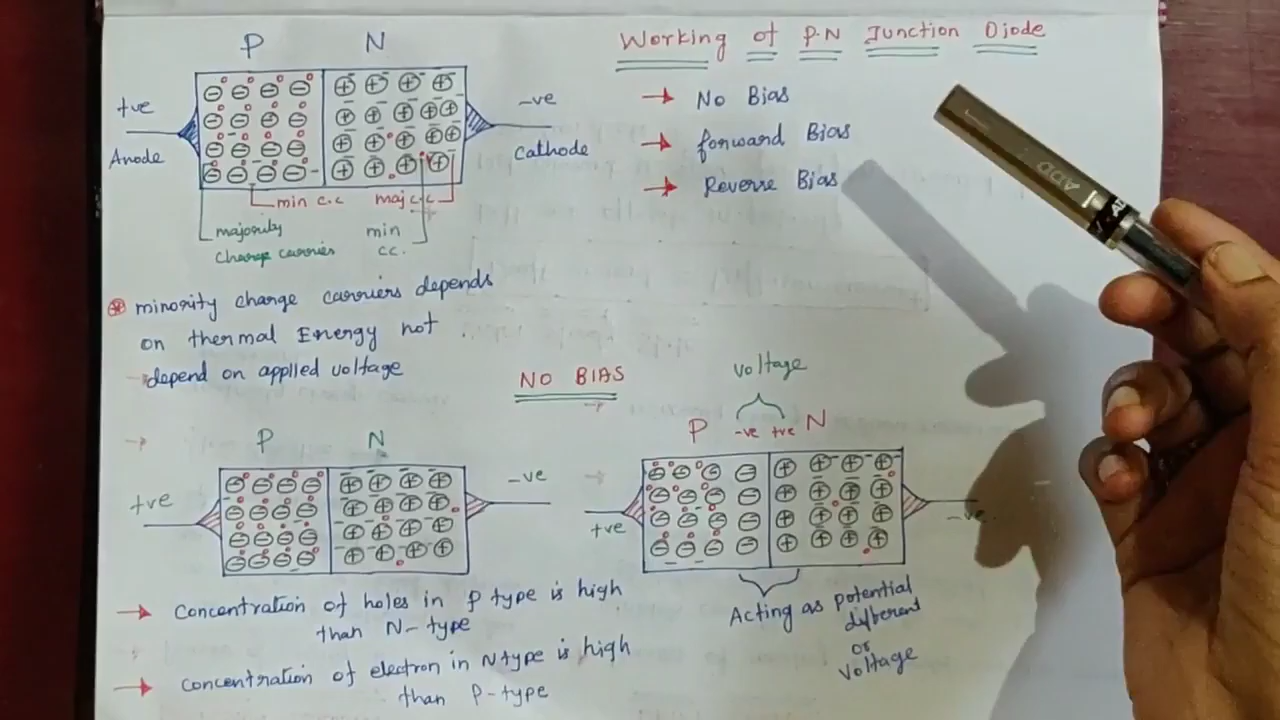 P N
+ve
Anode
-ve
Cathode
min c.c maj c.c
majority
charge carriers
min
cc.
Working of P.N Junction Diode
→ No Bias
→ forward Bias
→ Reverse Bias
⊛ minority charge carriers depends
on thermal Energy not
depend on applied voltage
NO BIAS
P N
+ve
-ve
→ Concentration of holes in p type is high
than N-type
→ Concentration of electron in N type is high
than P-type
voltage
P -ve +ve N
+ve
-ve
Acting as potential
different
or
voltage